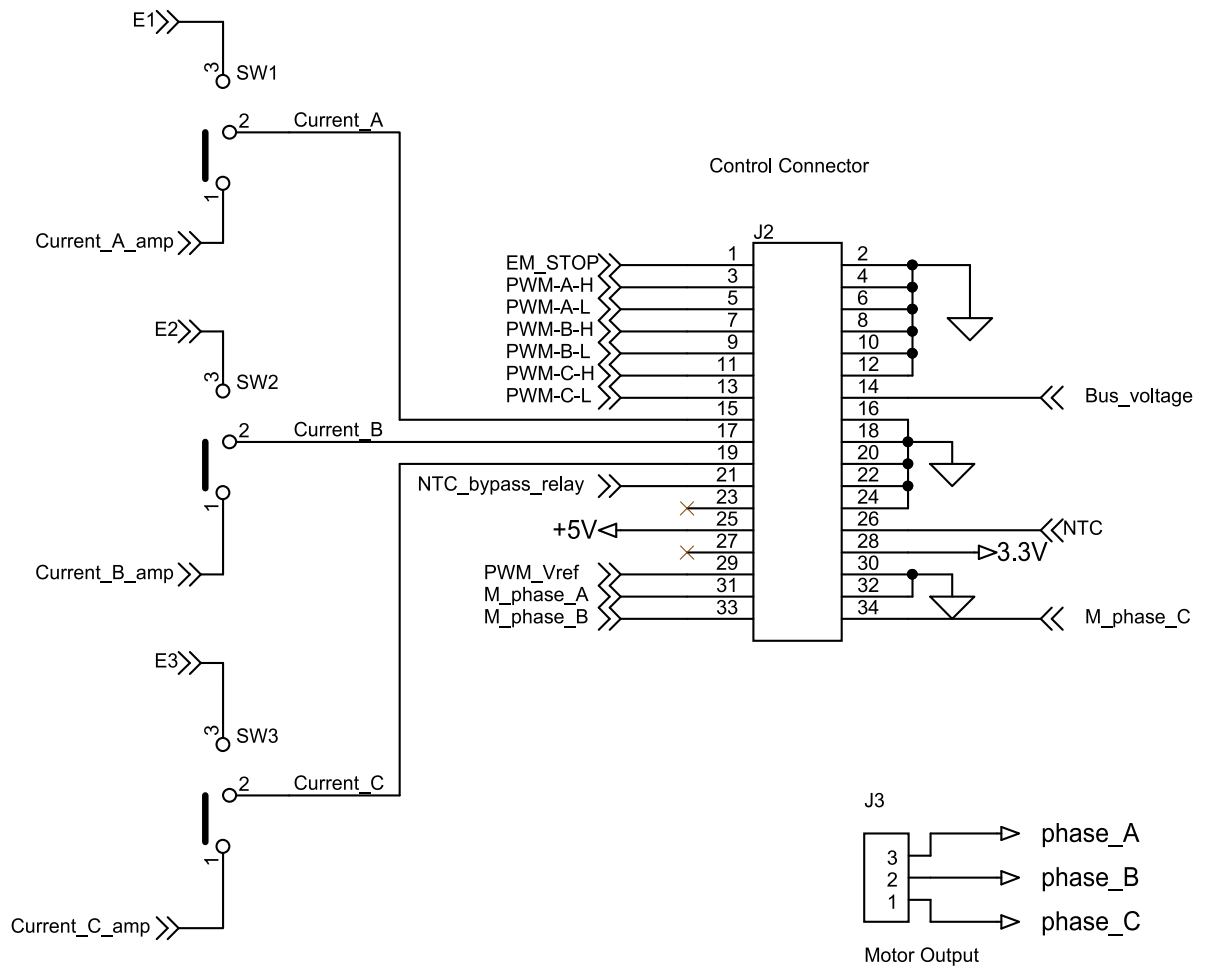 E1
3 SW1
2 Current_A
1
Current_A_amp
E2
3 SW2
2 Current_B
1
Current_B_amp
E3
3 SW3
2 Current_C
1
Current_C_amp
Control Connector
J2
EM_STOP 1 2
PWM-A-H 3 4
PWM-A-L 5 6
PWM-B-H 7 8
PWM-B-L 9 10
PWM-C-H 11 12
PWM-C-L 13 14 Bus_voltage
15 16
17 18
19 20
NTC_bypass_relay 21 22
23 24
+5V 25 26 NTC
27 28 3.3V
PWM_Vref 29 30
M_phase_A 31 32
M_phase_B 33 34 M_phase_C
J3
3 phase_A
2 phase_B
1 phase_C
Motor Output